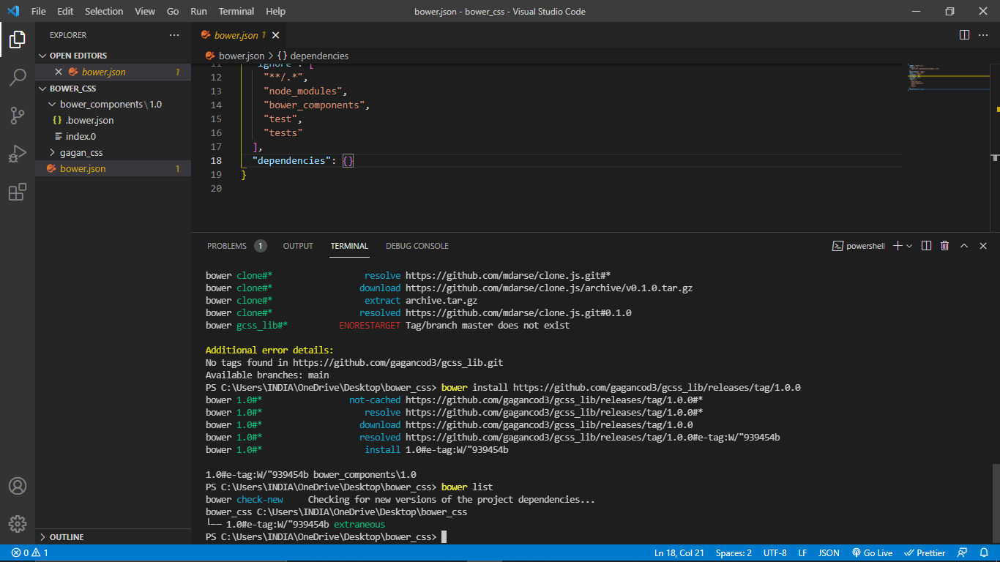 File Edit Selection View Go Run Terminal Help bower.json - bower_css - Visual Studio Code
EXPLORER
OPEN EDITORS
bower.json 1
BOWER_CSS
bower_components\1.0
.bower.json
index.0
gagan_css
bower.json 1
OUTLINE
bower.json 1
bower.json > {} dependencies
11 "ignore": [
12 "**/.*",
13 "node_modules",
14 "bower_components",
15 "test",
16 "tests"
17 ],
18 "dependencies": {}
19 }
20
PROBLEMS 1 OUTPUT TERMINAL DEBUG CONSOLE powershell
bower clone#* resolve https://github.com/mdarse/clone.js.git#*
bower clone#* download https://github.com/mdarse/clone.js/archive/v0.1.0.tar.gz
bower clone#* extract archive.tar.gz
bower clone#* resolved https://github.com/mdarse/clone.js.git#0.1.0
bower gcss_lib#* ENORESTARGET Tag/branch master does not exist
Additional error details:
No tags found in https://github.com/gagancod3/gcss_lib.git
Available branches: main
PS C:\Users\INDIA\OneDrive\Desktop\bower_css> bower install https://github.com/gagancod3/gcss_lib/releases/tag/1.0.0
bower 1.0#* not-cached https://github.com/gagancod3/gcss_lib/releases/tag/1.0.0#*
bower 1.0#* resolve https://github.com/gagancod3/gcss_lib/releases/tag/1.0.0#*
bower 1.0#* download https://github.com/gagancod3/gcss_lib/releases/tag/1.0.0
bower 1.0#* resolved https://github.com/gagancod3/gcss_lib/releases/tag/1.0.0#e-tag:W/"939454b
bower 1.0#* install 1.0#e-tag:W/"939454b
1.0#e-tag:W/"939454b bower_components\1.0
PS C:\Users\INDIA\OneDrive\Desktop\bower_css> bower list
bower check-new Checking for new versions of the project dependencies...
bower_css C:\Users\INDIA\OneDrive\Desktop\bower_css
└── 1.0#e-tag:W/"939454b extraneous
PS C:\Users\INDIA\OneDrive\Desktop\bower_css>
0 1 Ln 18, Col 21 Spaces: 2 UTF-8 LF JSON Go Live Prettier